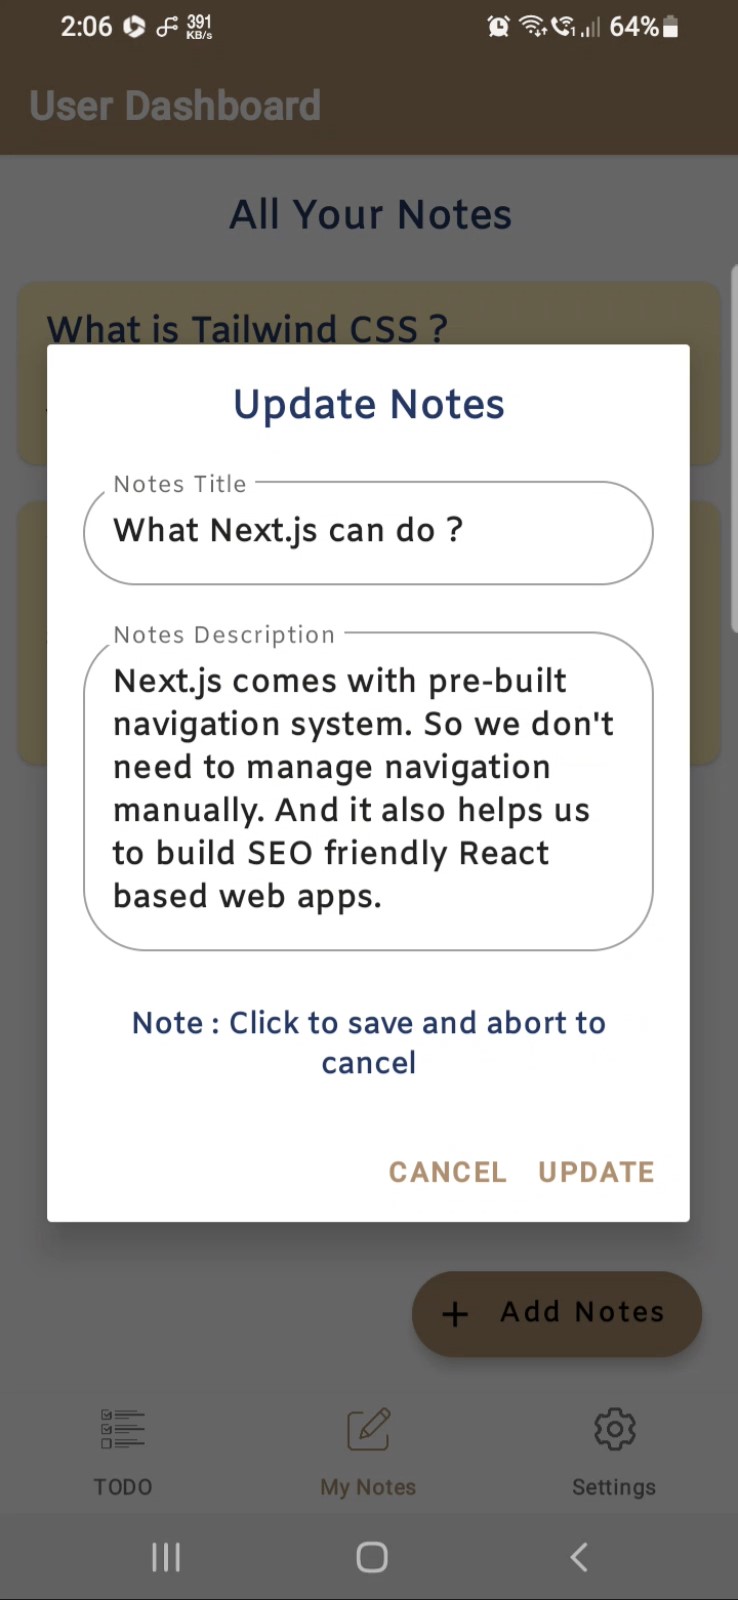 2:06 391 KB/s 1 64%
User Dashboard
All Your Notes
What is Tailwind CSS ?
Update Notes
Notes Title
What Next.js can do ?
Notes Description
Next.js comes with pre-built
navigation system. So we don't
need to manage navigation
manually. And it also helps us
to build SEO friendly React
based web apps.
Note : Click to save and abort to
cancel
CANCEL UPDATE
+ Add Notes
TODO My Notes Settings